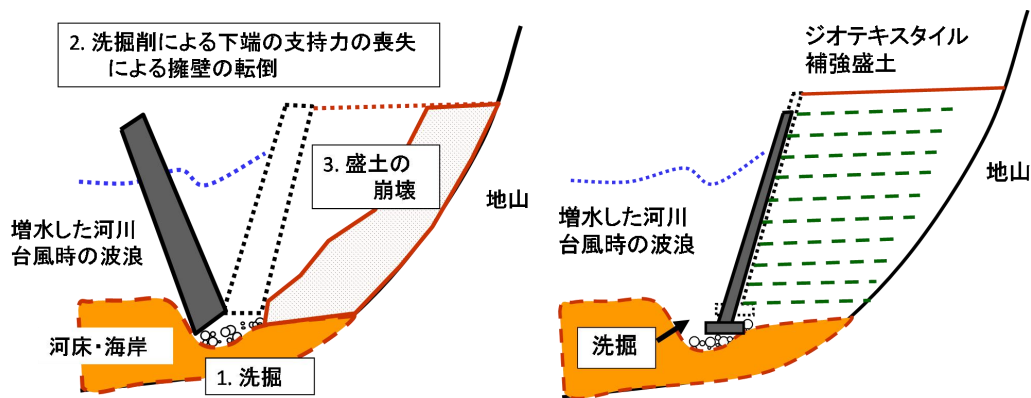 2. 洗掘削による下端の支持力の喪失
による擁壁の転倒
3. 盛土の
崩壊
地山
増水した河川
台風時の波浪
河床・海岸
1. 洗掘
ジオテキスタイル
補強盛土
地山
増水した河川
台風時の波浪
洗掘